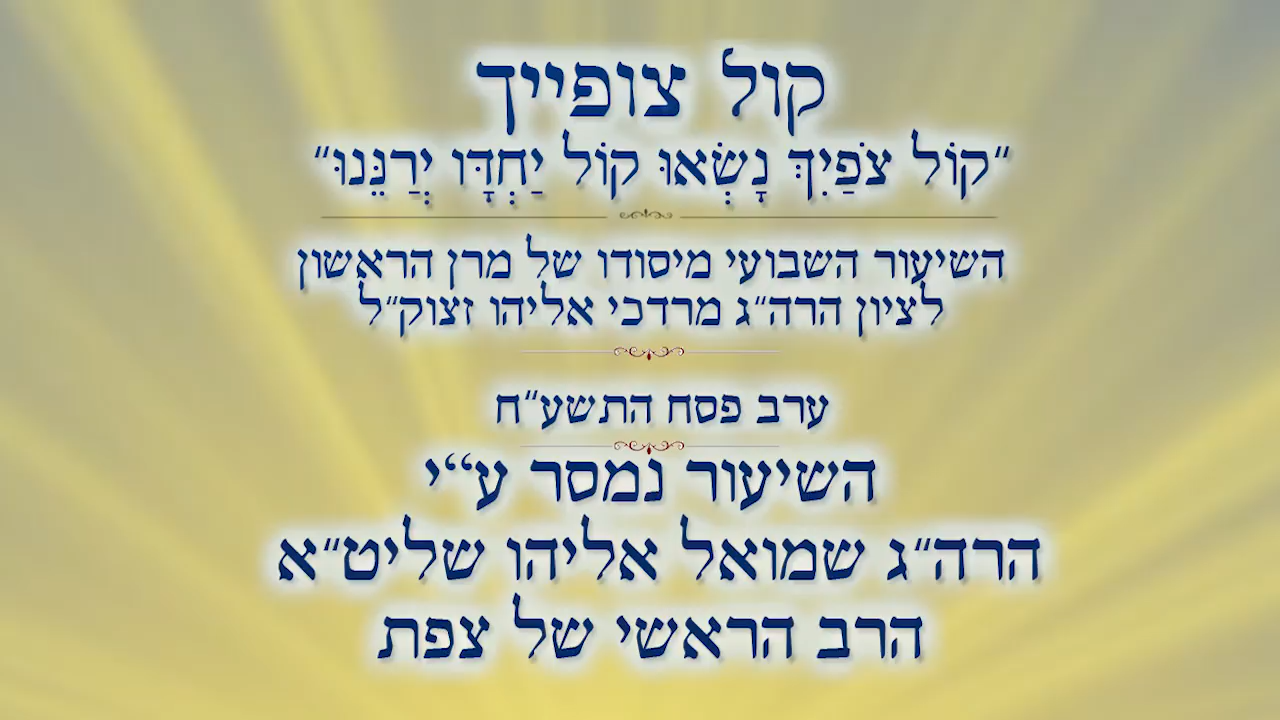 קול צופייך
"קוֹל צֹפַיִךְ נָשְׂאוּ קוֹל יַחְדָּו יְרַנֵּנוּ"
השיעור השבועי מיסודו של מרן הראשון
לציון הרה"ג מרדכי אליהו זצוק"ל
ערב פסח התשע"ח
השיעור נמסר ע"י
הרה"ג שמואל אליהו שליט"א
הרב הראשי של צפת